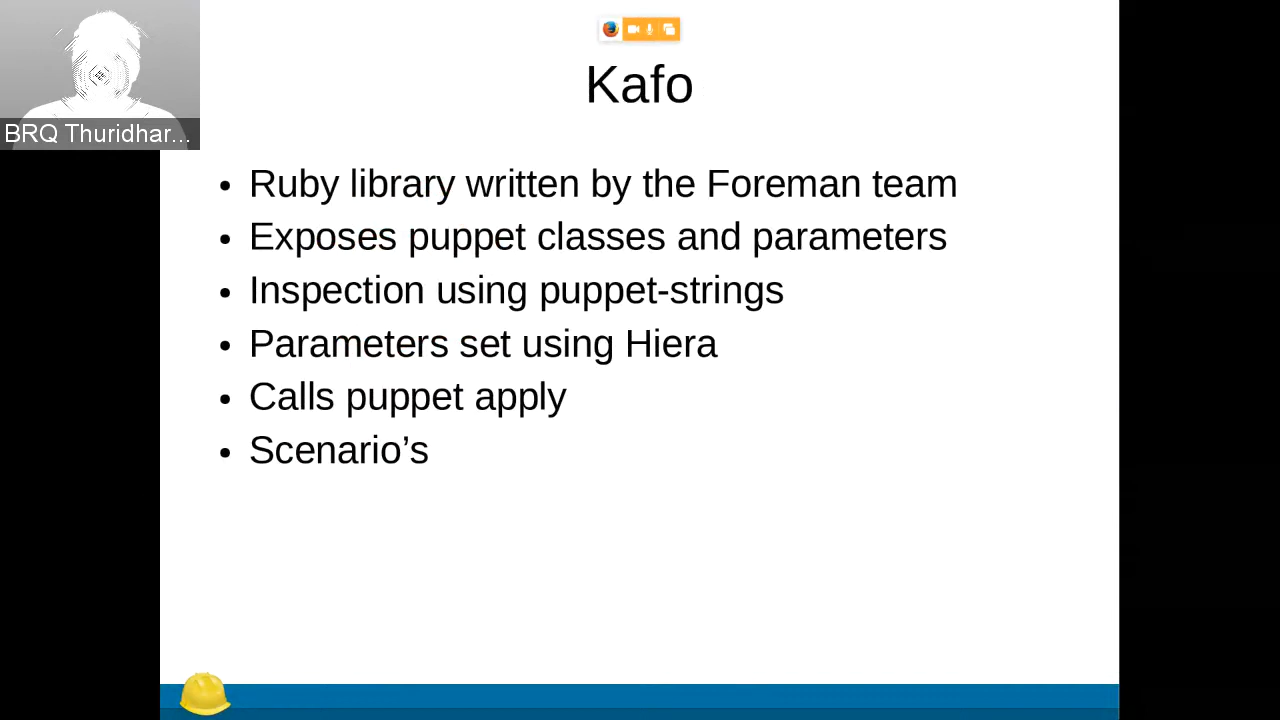 Kafo
BRQ Thuridhar...
• Ruby library written by the Foreman team
• Exposes puppet classes and parameters
• Inspection using puppet-strings
• Parameters set using Hiera
• Calls puppet apply
• Scenario’s